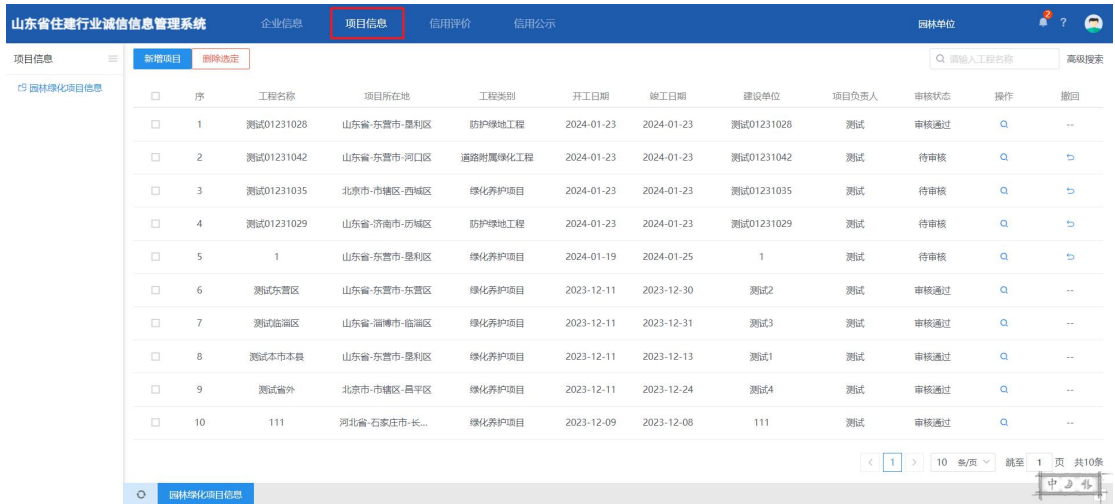 山东省住建行业诚信信息管理系统 企业信息 项目信息 信用评价 信用公示 园林单位 2 ?
项目信息 新增项目 删除选定 请输入工程名称 高级搜索
园林绿化项目信息
序 工程名称 项目所在地 工程类别 开工日期 竣工日期 建设单位 项目负责人 审核状态 操作 撤回
1 测试01231028 山东省-东营市-垦利区 防护绿地工程 2024-01-23 2024-01-23 测试01231028 测试 审核通过 --
2 测试01231042 山东省-东营市-河口区 道路附属绿化工程 2024-01-23 2024-01-23 测试01231042 测试 待审核
3 测试01231035 北京市-市辖区-西城区 绿化养护项目 2024-01-23 2024-01-23 测试01231035 测试 待审核
4 测试01231029 山东省-济南市-历城区 防护绿地工程 2024-01-23 2024-01-23 测试01231029 测试 待审核
5 1 山东省-东营市-垦利区 绿化养护项目 2024-01-19 2024-01-25 1 测试 待审核
6 测试东营区 山东省-东营市-东营区 绿化养护项目 2023-12-11 2023-12-30 测试2 测试 审核通过 --
7 测试临淄区 山东省-淄博市-临淄区 绿化养护项目 2023-12-11 2023-12-31 测试3 测试 审核通过 --
8 测试本市本县 山东省-东营市-垦利区 绿化养护项目 2023-12-11 2023-12-13 测试1 测试 审核通过 --
9 测试省外 北京市-市辖区-昌平区 绿化养护项目 2023-12-11 2023-12-24 测试4 测试 审核通过 --
10 111 河北省-石家庄市-长... 绿化养护项目 2023-12-09 2023-12-08 111 测试 审核通过 --
< 1 > 10 条/页 跳至 1 页 共10条
园林绿化项目信息